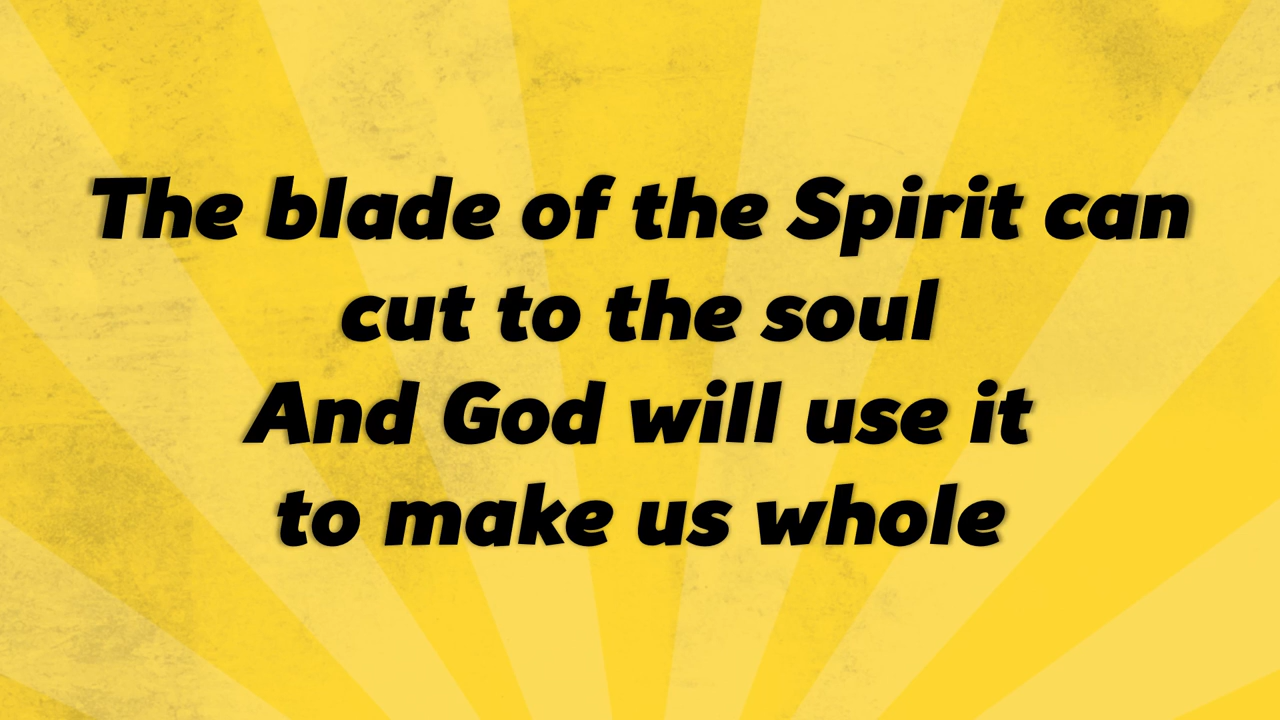 The blade of the Spirit can
cut to the soul
And God will use it
to make us whole